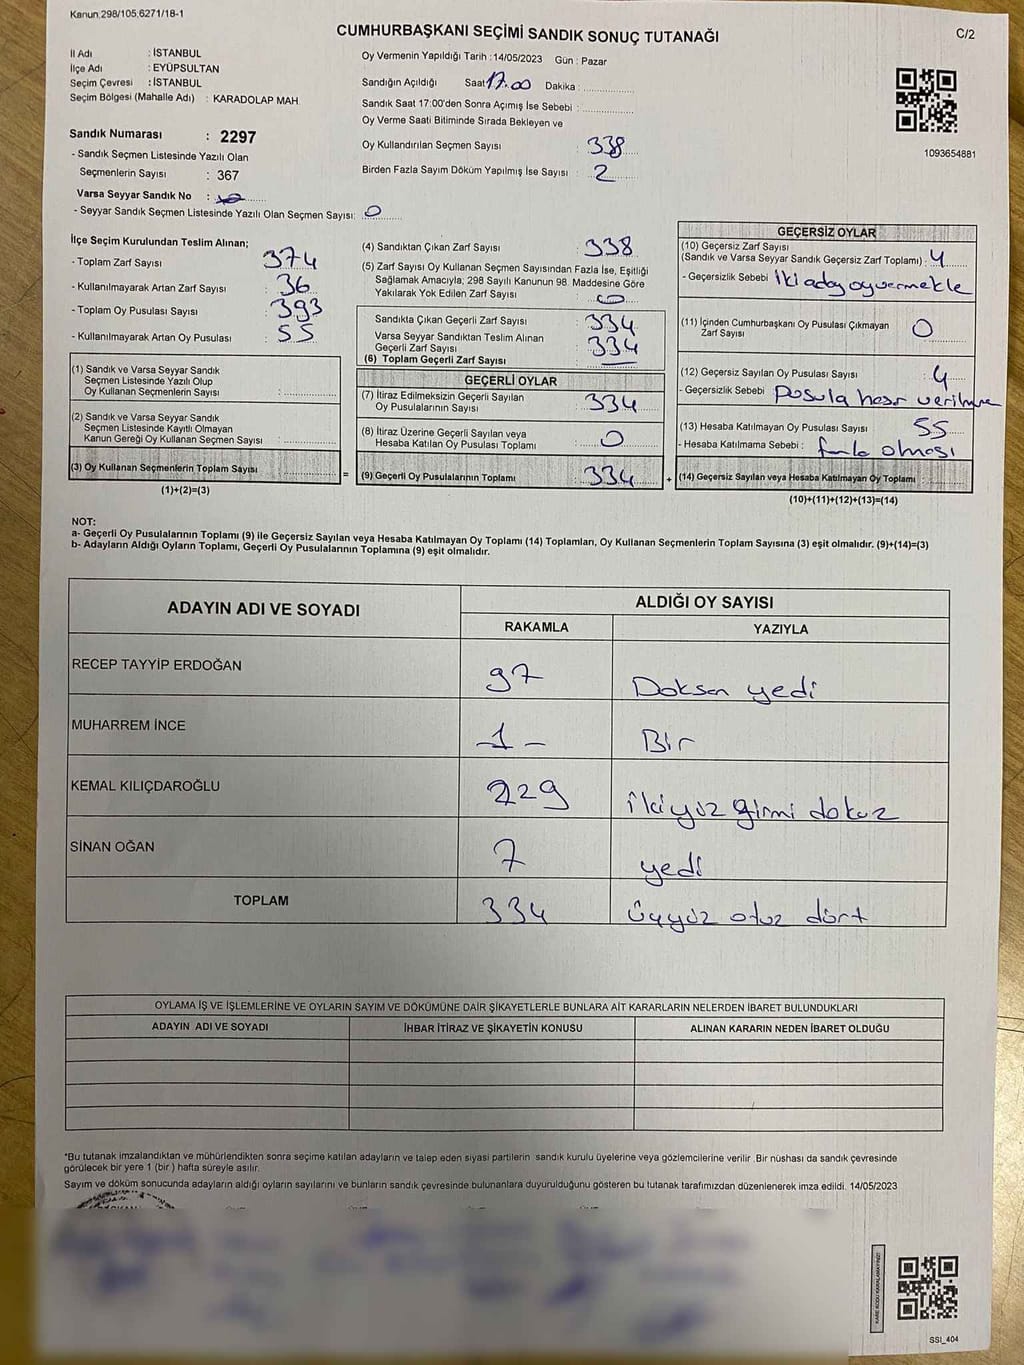 Kanun;298/105;6271/18-1
C/2
CUMHURBAŞKANI SEÇİMİ SANDIK SONUÇ TUTANAĞI
İl Adı : İSTANBUL
İlçe Adı : EYÜPSULTAN
Seçim Çevresi : İSTANBUL
Seçim Bölgesi (Mahalle Adı) : KARADOLAP MAH
Oy Vermenin Yapıldığı Tarih : 14/05/2023 Gün : Pazar
Sandığın Açıldığı Saat 17.00 Dakika :
Sandık Saat 17:00'den Sonra Açımış İse Sebebi :
Oy Verme Saati Bitiminde Sırada Bekleyen ve
Oy Kullandırılan Seçmen Sayısı : 338
Birden Fazla Sayım Döküm Yapılmış İse Sayısı : 2
1093654881
Sandık Numarası : 2297
- Sandık Seçmen Listesinde Yazılı Olan
Seçmenlerin Sayısı : 367
Varsa Seyyar Sandık No :
- Seyyar Sandık Seçmen Listesinde Yazılı Olan Seçmen Sayısı: 0
İlçe Seçim Kurulundan Teslim Alınan;
- Toplam Zarf Sayısı : 374
- Kullanılmayarak Artan Zarf Sayısı : 36
- Toplam Oy Pusulası Sayısı : 393
- Kullanılmayarak Artan Oy Pusulası : 55
(1) Sandık ve Varsa Seyyar Sandık
Seçmen Listesinde Yazılı Olup
Oy Kullanan Seçmenlerin Sayısı :
(2) Sandık ve Varsa Seyyar Sandık
Seçmen Listesinde Kayıtlı Olmayan
Kanun Gereği Oy Kullanan Seçmen Sayısı :
(3) Oy Kullanan Seçmenlerin Toplam Sayısı
(1)+(2)=(3)
(4) Sandıktan Çıkan Zarf Sayısı : 338
(5) Zarf Sayısı Oy Kullanan Seçmen Sayısından Fazla İse, Eşitliği
Sağlamak Amacıyla; 298 Sayılı Kanunun 98. Maddesine Göre
Yakılarak Yok Edilen Zarf Sayısı : 0
Sandıkta Çıkan Geçerli Zarf Sayısı : 334
Varsa Seyyar Sandıktan Teslim Alınan
Geçerli Zarf Sayısı : 334
(6) Toplam Geçerli Zarf Sayısı
GEÇERLİ OYLAR
(7) İtiraz Edilmeksizin Geçerli Sayılan
Oy Pusulalarının Sayısı : 334
(8) İtiraz Üzerine Geçerli Sayılan veya
Hesaba Katılan Oy Pusulası Toplamı : 0
=
(9) Geçerli Oy Pusulalarının Toplamı : 334
+
GEÇERSİZ OYLAR
(10) Geçersiz Zarf Sayısı
(Sandık ve Varsa Seyyar Sandık Geçersiz Zarf Toplamı) : 4
- Geçersizlik Sebebi : İki aday oy vermekle
(11) İçinden Cumhurbaşkanı Oy Pusulası Çıkmayan
Zarf Sayısı : 0
(12) Geçersiz Sayılan Oy Pusulası Sayısı : 4
- Geçersizlik Sebebi : Pusula
(13) Hesaba Katılmayan Oy Pusulası Sayısı : 55
- Hesaba Katılmama Sebebi : fazla olması
(14) Geçersiz Sayılan veya Hesaba Katılmayan Oy Toplamı :
(10)+(11)+(12)+(13)=(14)
NOT:
a- Geçerli Oy Pusulalarının Toplamı (9) ile Geçersiz Sayılan veya Hesaba Katılmayan Oy Toplamı (14) Toplamları, Oy Kullanan Seçmenlerin Toplam Sayısına (3) eşit olmalıdır. (9)+(14)=(3)
b- Adayların Aldığı Oyların Toplamı, Geçerli Oy Pusulalarının Toplamına (9) eşit olmalıdır.
ADAYIN ADI VE SOYADI
ALDIĞI OY SAYISI
RAKAMLA YAZIYLA
RECEP TAYYİP ERDOĞAN 97 Doksan yedi
MUHARREM İNCE 1 - Bir
KEMAL KILIÇDAROĞLU 229 ikiyüz girmi dokuz
SİNAN OĞAN 7 yedi
TOPLAM 334 üçyüz otuz dört
OYLAMA İŞ VE İŞLEMLERİNE VE OYLARIN SAYIM VE DÖKÜMÜNE DAİR ŞİKAYETLERLE BUNLARA AİT KARARLARIN NELERDEN İBARET BULUNDUKLARI
ADAYIN ADI VE SOYADI İHBAR İTİRAZ VE ŞİKAYETİN KONUSU ALINAN KARARIN NEDEN İBARET OLDUĞU
*Bu tutanak imzalandıktan ve mühürlendikten sonra seçime katılan adayların ve talep eden siyasi partilerin sandık kurulu üyelerine veya gözlemcilerine verilir .Bir nüshası da sandık çevresinde
görülecek bir yere 1 (bir ) hafta süreyle asılır.
Sayım ve döküm sonucunda adayların aldığı oyların sayılarını ve bunların sandık çevresinde bulunanlara duyurulduğunu gösteren bu tutanak tarafımızdan düzenlenerek imza edildi. 14/05/2023
KARE KODU KARALAMAYINIZ!
SSI_404